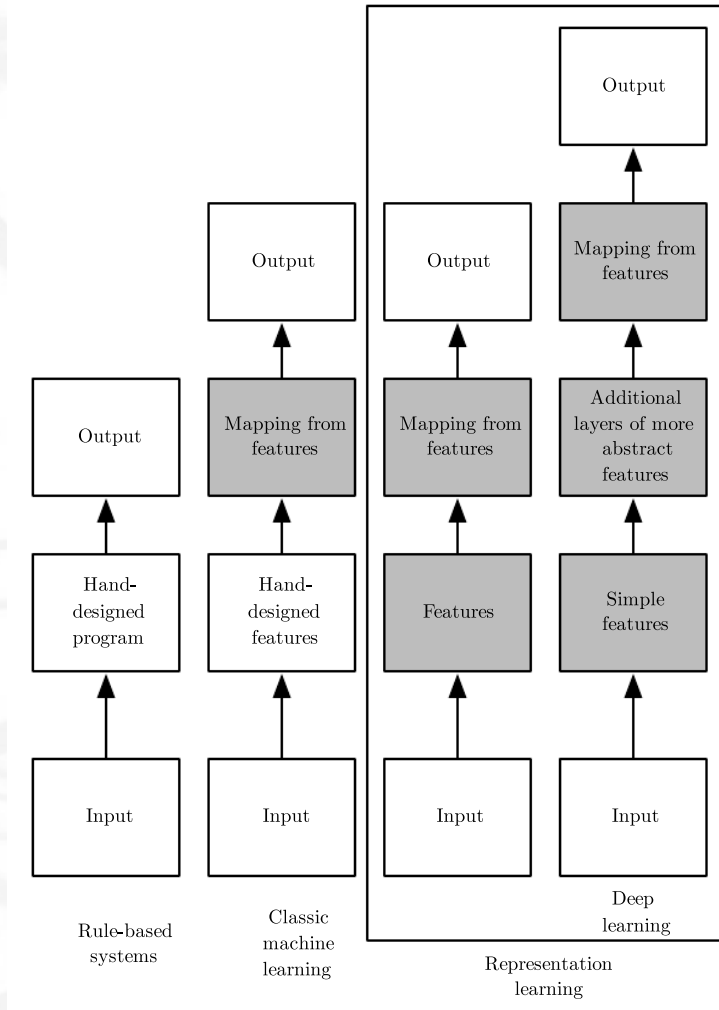 Output
Output
Output
Mapping from
features
Output
Mapping from
features
Mapping from
features
Additional
layers of more
abstract
features
Hand-
designed
program
Hand-
designed
features
Features
Simple
features
Input
Input
Input
Input
Rule-based
systems
Classic
machine
learning
Deep
learning
Representation
learning